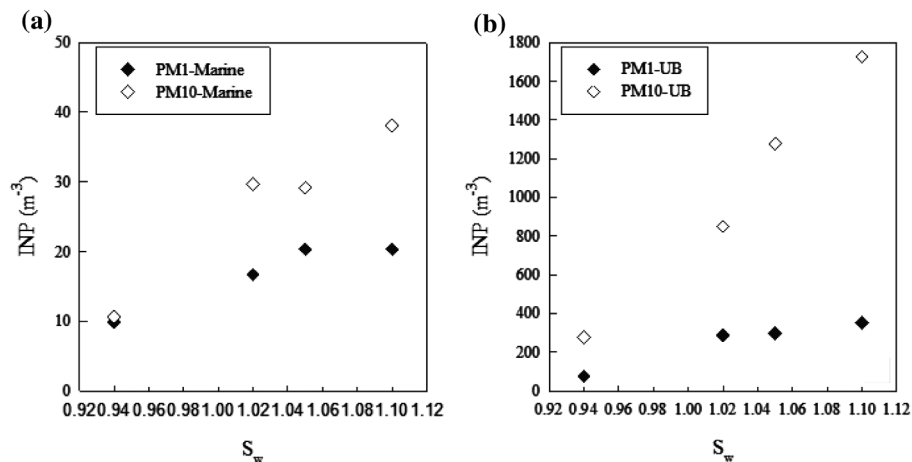 (a)
50
40
30
20
10
0
INP (m⁻³)
PM1-Marine
PM10-Marine
0.92 0.94 0.96 0.98 1.00 1.02 1.04 1.06 1.08 1.10 1.12
S_w
(b)
1800
1600
1400
1200
1000
800
600
400
200
0
INP (m⁻³)
PM1-UB
PM10-UB
0.92 0.94 0.96 0.98 1.00 1.02 1.04 1.06 1.08 1.10 1.12
S_w